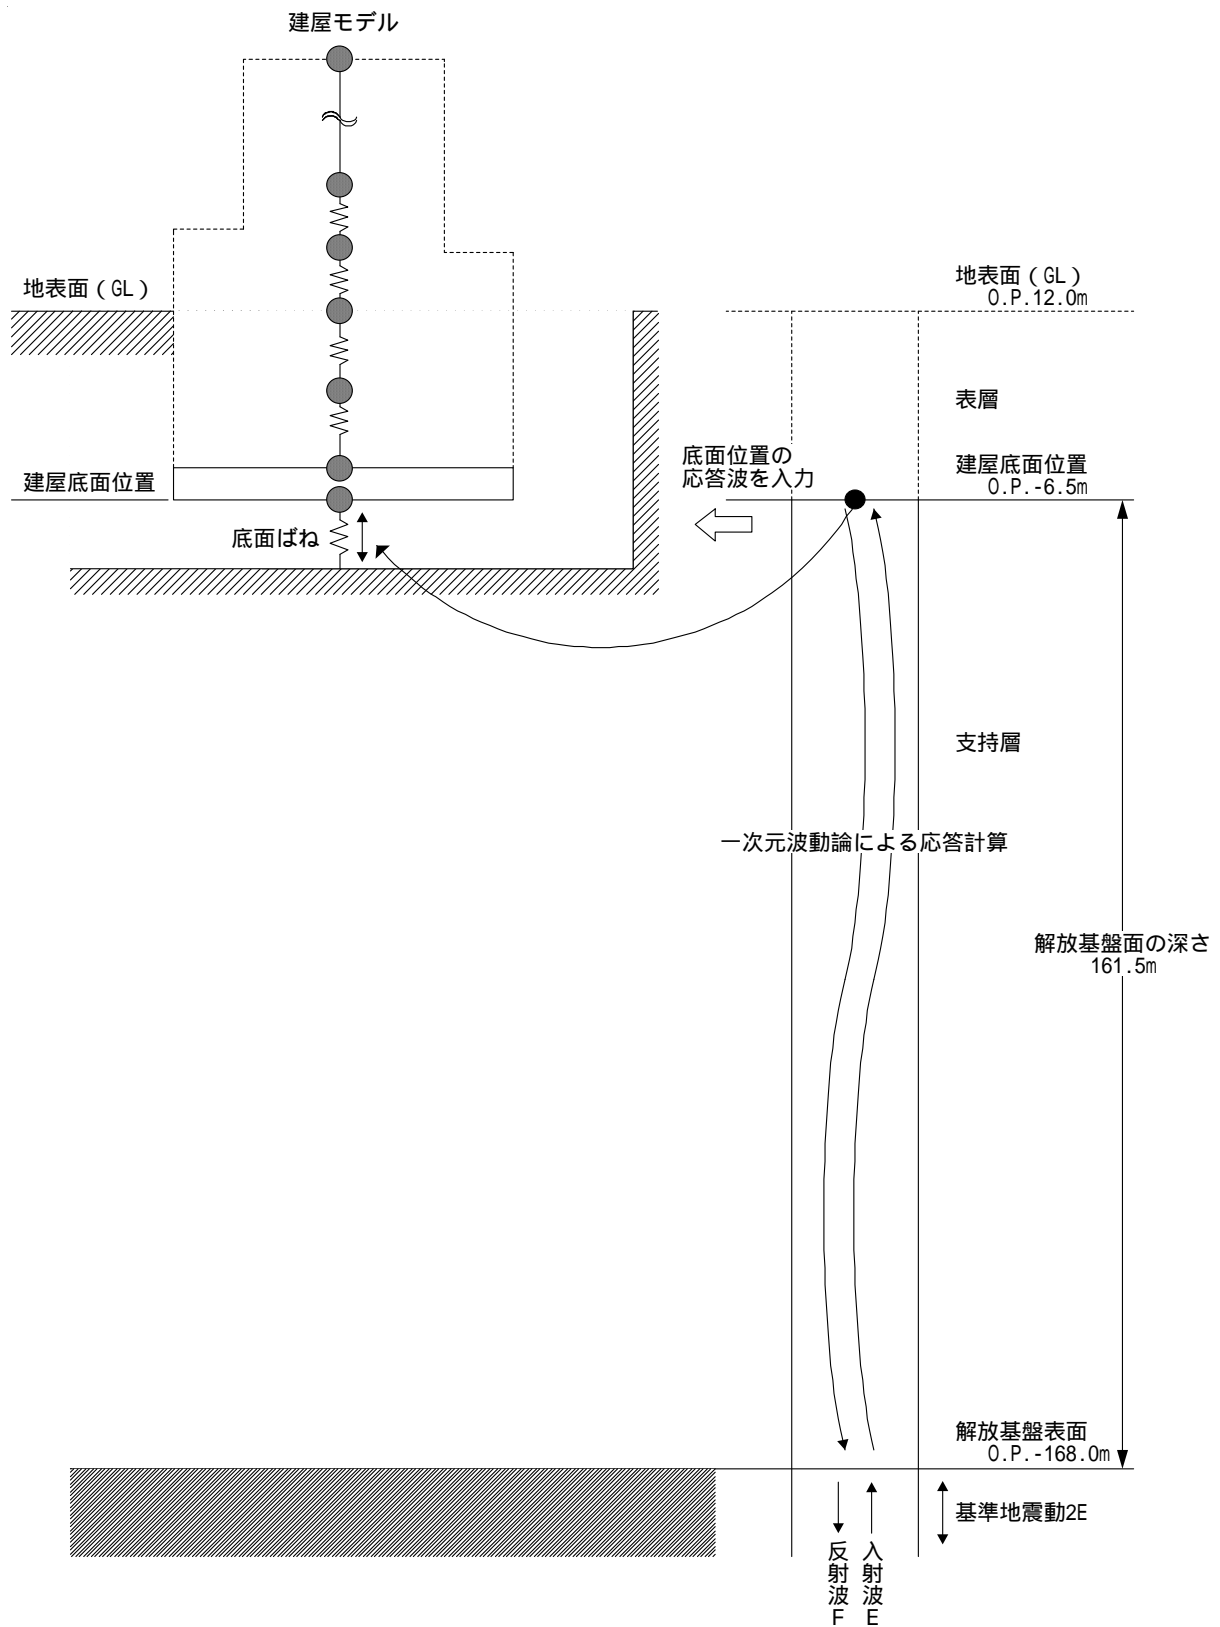 建屋モデル
地表面(GL)
建屋底面位置
底面ばね
底面位置の
応答波を入力
地表面(GL)
O.P.12.0m
表層
建屋底面位置
O.P.-6.5m
支持層
一次元波動論による応答計算
解放基盤面の深さ
161.5m
解放基盤表面
O.P.-168.0m
基準地震動2E
反射波F
入射波E